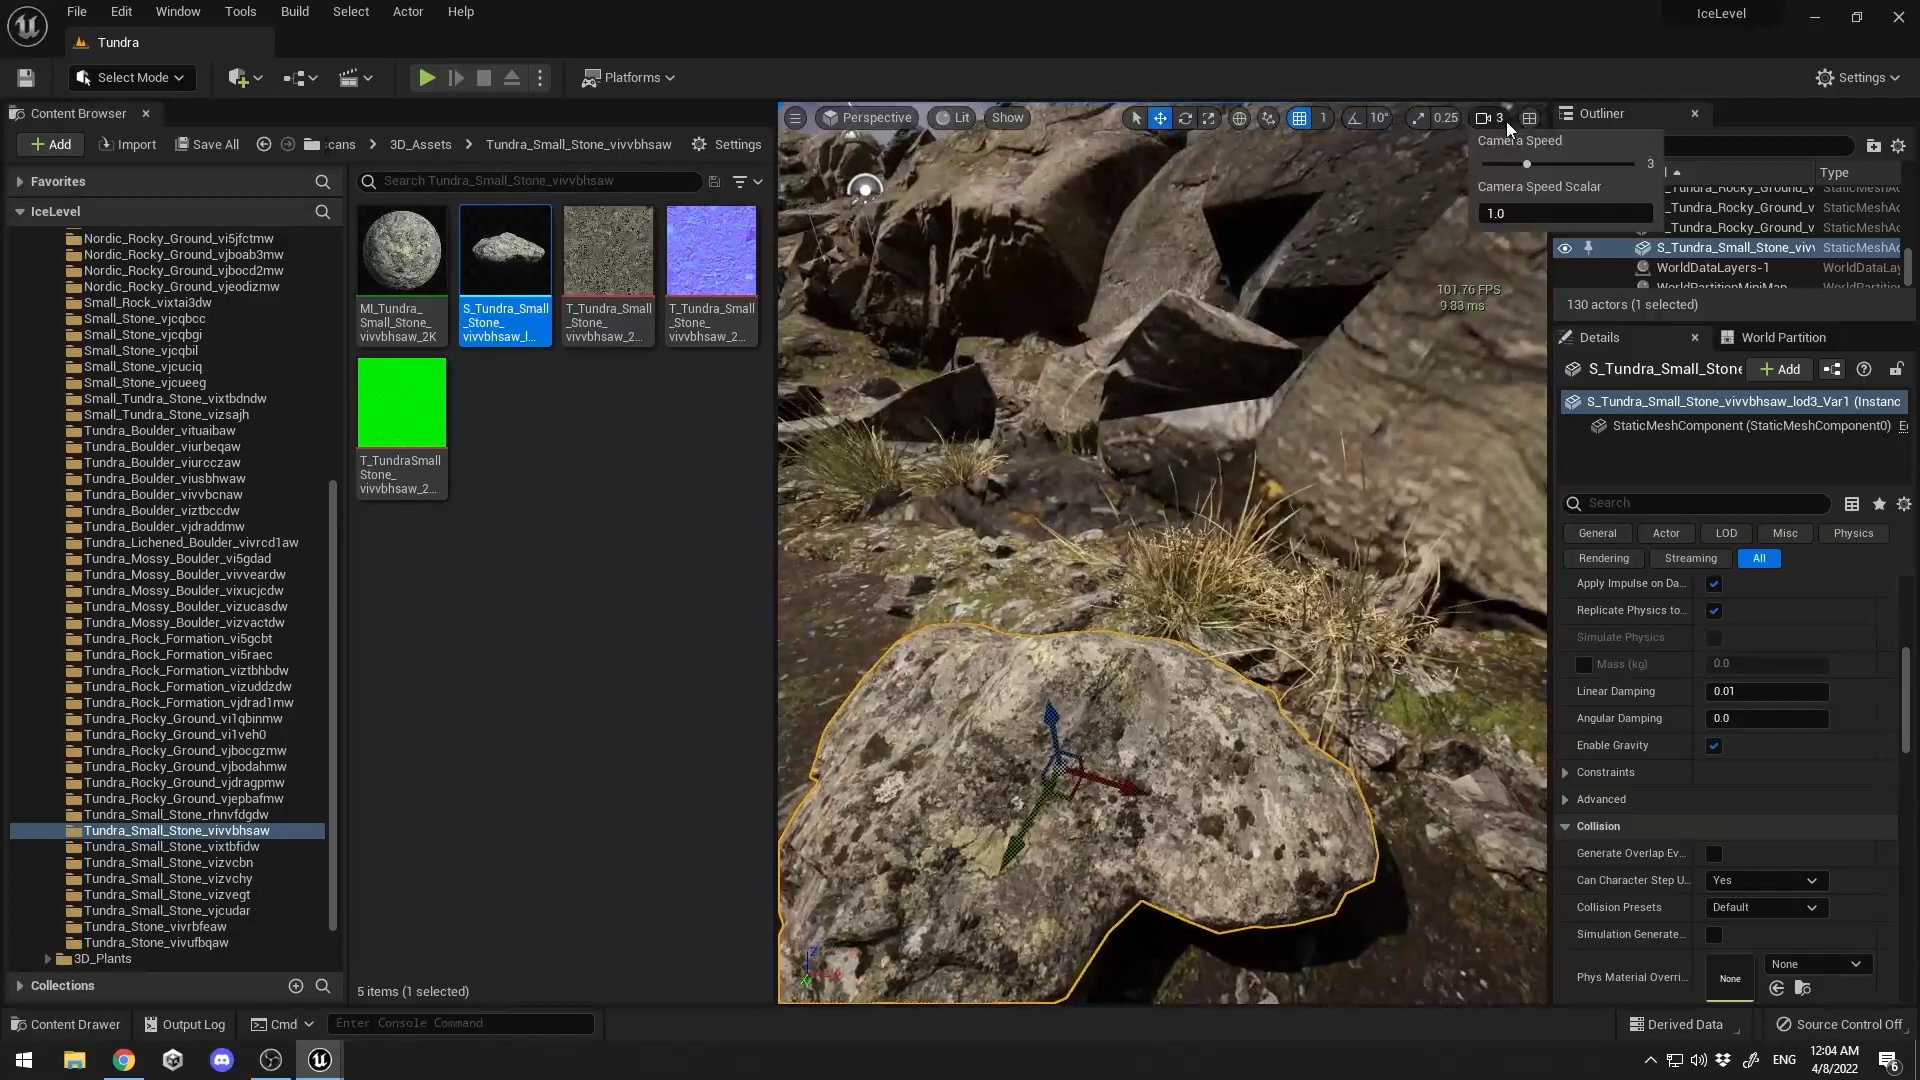 File Edit Window Tools Build Select Actor Help
IceLevel
Tundra
Select Mode
Platforms
Settings
Content Browser
Add
Import
Save All
cans
3D_Assets
Tundra_Small_Stone_vivvbhsaw
Settings
Favorites
Search Tundra_Small_Stone_vivvbhsaw
IceLevel
Nordic_Rocky_Ground_vi5jfctmw
Nordic_Rocky_Ground_vjboab3mw
Nordic_Rocky_Ground_vjbocd2mw
Nordic_Rocky_Ground_vjeodizmw
Small_Rock_vixtai3dw
Small_Stone_vjcqbcc
Small_Stone_vjcqbgi
Small_Stone_vjcqbil
Small_Stone_vjcuciq
Small_Stone_vjcueeg
Small_Tundra_Stone_vixtbdndw
Small_Tundra_Stone_vizsajh
Tundra_Boulder_vituaibaw
Tundra_Boulder_viurbeqaw
Tundra_Boulder_viurcczaw
Tundra_Boulder_viusbhwaw
Tundra_Boulder_vivvbcnaw
Tundra_Boulder_viztbccdw
Tundra_Boulder_vjdraddmw
Tundra_Lichened_Boulder_vivrcd1aw
Tundra_Mossy_Boulder_vi5gdad
Tundra_Mossy_Boulder_vivveardw
Tundra_Mossy_Boulder_vixucjcdw
Tundra_Mossy_Boulder_vizucasdw
Tundra_Mossy_Boulder_vizvactdw
Tundra_Rock_Formation_vi5gcbt
Tundra_Rock_Formation_vi5raec
Tundra_Rock_Formation_viztbhbdw
Tundra_Rock_Formation_vizuddzdw
Tundra_Rock_Formation_vjdrad1mw
Tundra_Rocky_Ground_vi1qbinmw
Tundra_Rocky_Ground_vi1veh0
Tundra_Rocky_Ground_vjbocgzmw
Tundra_Rocky_Ground_vjbodahmw
Tundra_Rocky_Ground_vjdragpmw
Tundra_Rocky_Ground_vjepbafmw
Tundra_Small_Stone_rhnvfdgdw
Tundra_Small_Stone_vivvbhsaw
Tundra_Small_Stone_vixtbfidw
Tundra_Small_Stone_vizvcbn
Tundra_Small_Stone_vizvchy
Tundra_Small_Stone_vizvegt
Tundra_Small_Stone_vjcudar
Tundra_Stone_vivrbfeaw
Tundra_Stone_vivufbqaw
3D_Plants
Collections
MI_Tundra_
Small_Stone_
vivvbhsaw_2K
S_Tundra_Small
_Stone_
vivvbhsaw_l...
T_Tundra_Small
_Stone_
vivvbhsaw_2...
T_Tundra_Small
_Stone_
vivvbhsaw_2...
T_TundraSmall
Stone_
vivvbhsaw_2...
5 items (1 selected)
Perspective
Lit
Show
1
10°
0.25
3
Camera Speed
3
Camera Speed Scalar
1.0
101.76 FPS
9.83 ms
Outliner
Type
_Tundra_Rocky_Ground_v StaticMeshAc
_Tundra_Rocky_Ground_v StaticMeshAc
_Tundra_Rocky_Ground_v StaticMeshAc
S_Tundra_Small_Stone_vivv StaticMeshAc
WorldDataLayers-1 WorldDataLay
WorldPartitionMiniMap WorldPartition
130 actors (1 selected)
Details
World Partition
S_Tundra_Small_Stone
Add
S_Tundra_Small_Stone_vivvbhsaw_lod3_Var1 (Instanc
StaticMeshComponent (StaticMeshComponent0)
Search
General Actor LOD Misc Physics
Rendering Streaming All
Apply Impulse on Da...
Replicate Physics to...
Simulate Physics
Mass (kg) 0.0
Linear Damping 0.01
Angular Damping 0.0
Enable Gravity
Constraints
Advanced
Collision
Generate Overlap Ev...
Can Character Step U... Yes
Collision Presets Default
Simulation Generate...
Phys Material Overri... None None
Content Drawer
Output Log
Cmd
Enter Console Command
Derived Data
Source Control Off
ENG
12:04 AM
4/8/2022
6